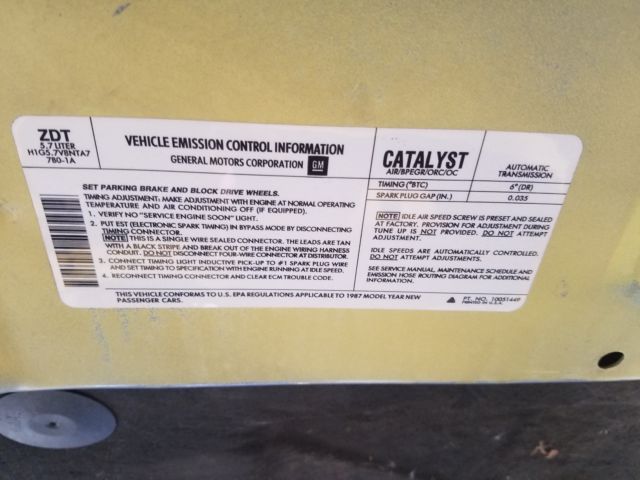 ZDT
5.7 LITER
H1G5.7V8NTA7
7B0-1A
VEHICLE EMISSION CONTROL INFORMATION
GENERAL MOTORS CORPORATION GM
CATALYST
AIR/BPEGR/ORC/OC
AUTOMATIC
TRANSMISSION
TIMING (°BTC) 6° (DR)
SPARK PLUG GAP (IN.) 0.035
SET PARKING BRAKE AND BLOCK DRIVE WHEELS.
TIMING ADJUSTMENT: MAKE ADJUSTMENT WITH ENGINE AT NORMAL OPERATING
TEMPERATURE AND AIR CONDITIONING OFF (IF EQUIPPED).
1. VERIFY NO "SERVICE ENGINE SOON" LIGHT.
2. PUT EST (ELECTRONIC SPARK TIMING) IN BYPASS MODE BY DISCONNECTING
TIMING CONNECTOR.
NOTE THIS IS A SINGLE WIRE SEALED CONNECTOR. THE LEADS ARE TAN
WITH A BLACK STRIPE AND BREAK OUT OF THE ENGINE WIRING HARNESS
CONDUIT. DO NOT DISCONNECT FOUR-WIRE CONNECTOR AT DISTRIBUTOR.
3. CONNECT TIMING LIGHT INDUCTIVE PICK-UP TO #1 SPARK PLUG WIRE
AND SET TIMING TO SPECIFICATION WITH ENGINE RUNNING AT IDLE SPEED.
4. RECONNECT TIMING CONNECTOR AND CLEAR ECM TROUBLE CODE.
NOTE IDLE AIR SPEED SCREW IS PRESET AND SEALED
AT FACTORY. PROVISION FOR ADJUSTMENT DURING
TUNE UP IS NOT PROVIDED. DO NOT ATTEMPT
ADJUSTMENT.
IDLE SPEEDS ARE AUTOMATICALLY CONTROLLED.
DO NOT ATTEMPT ADJUSTMENTS.
SEE SERVICE MANUAL, MAINTENANCE SCHEDULE AND
EMISSION HOSE ROUTING DIAGRAM FOR ADDITIONAL
INFORMATION.
THIS VEHICLE CONFORMS TO U.S. EPA REGULATIONS APPLICABLE TO 1987 MODEL YEAR NEW
PASSENGER CARS.
PT. NO. 10051449
PRINTED IN U.S.A.